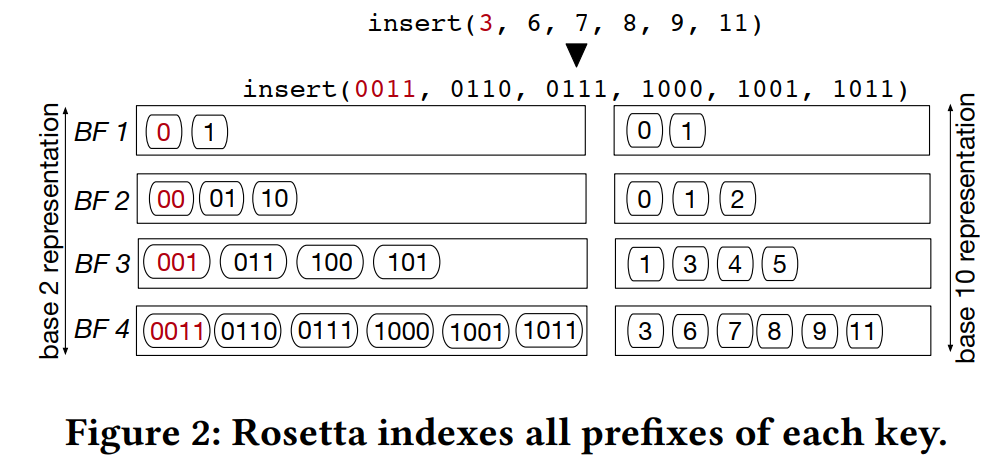 insert(3, 6, 7, 8, 9, 11)
insert(0011, 0110, 0111, 1000, 1001, 1011)
base 2 representation
BF 1 0 1 0 1
BF 2 00 01 10 0 1 2
BF 3 001 011 100 101 1 3 4 5
BF 4 0011 0110 0111 1000 1001 1011 3 6 7 8 9 11
base 10 representation
Figure 2: Rosetta indexes all prefixes of each key.